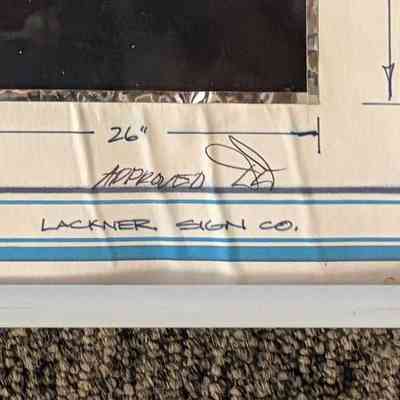 26"
APPROVED
LACKNER SIGN CO.